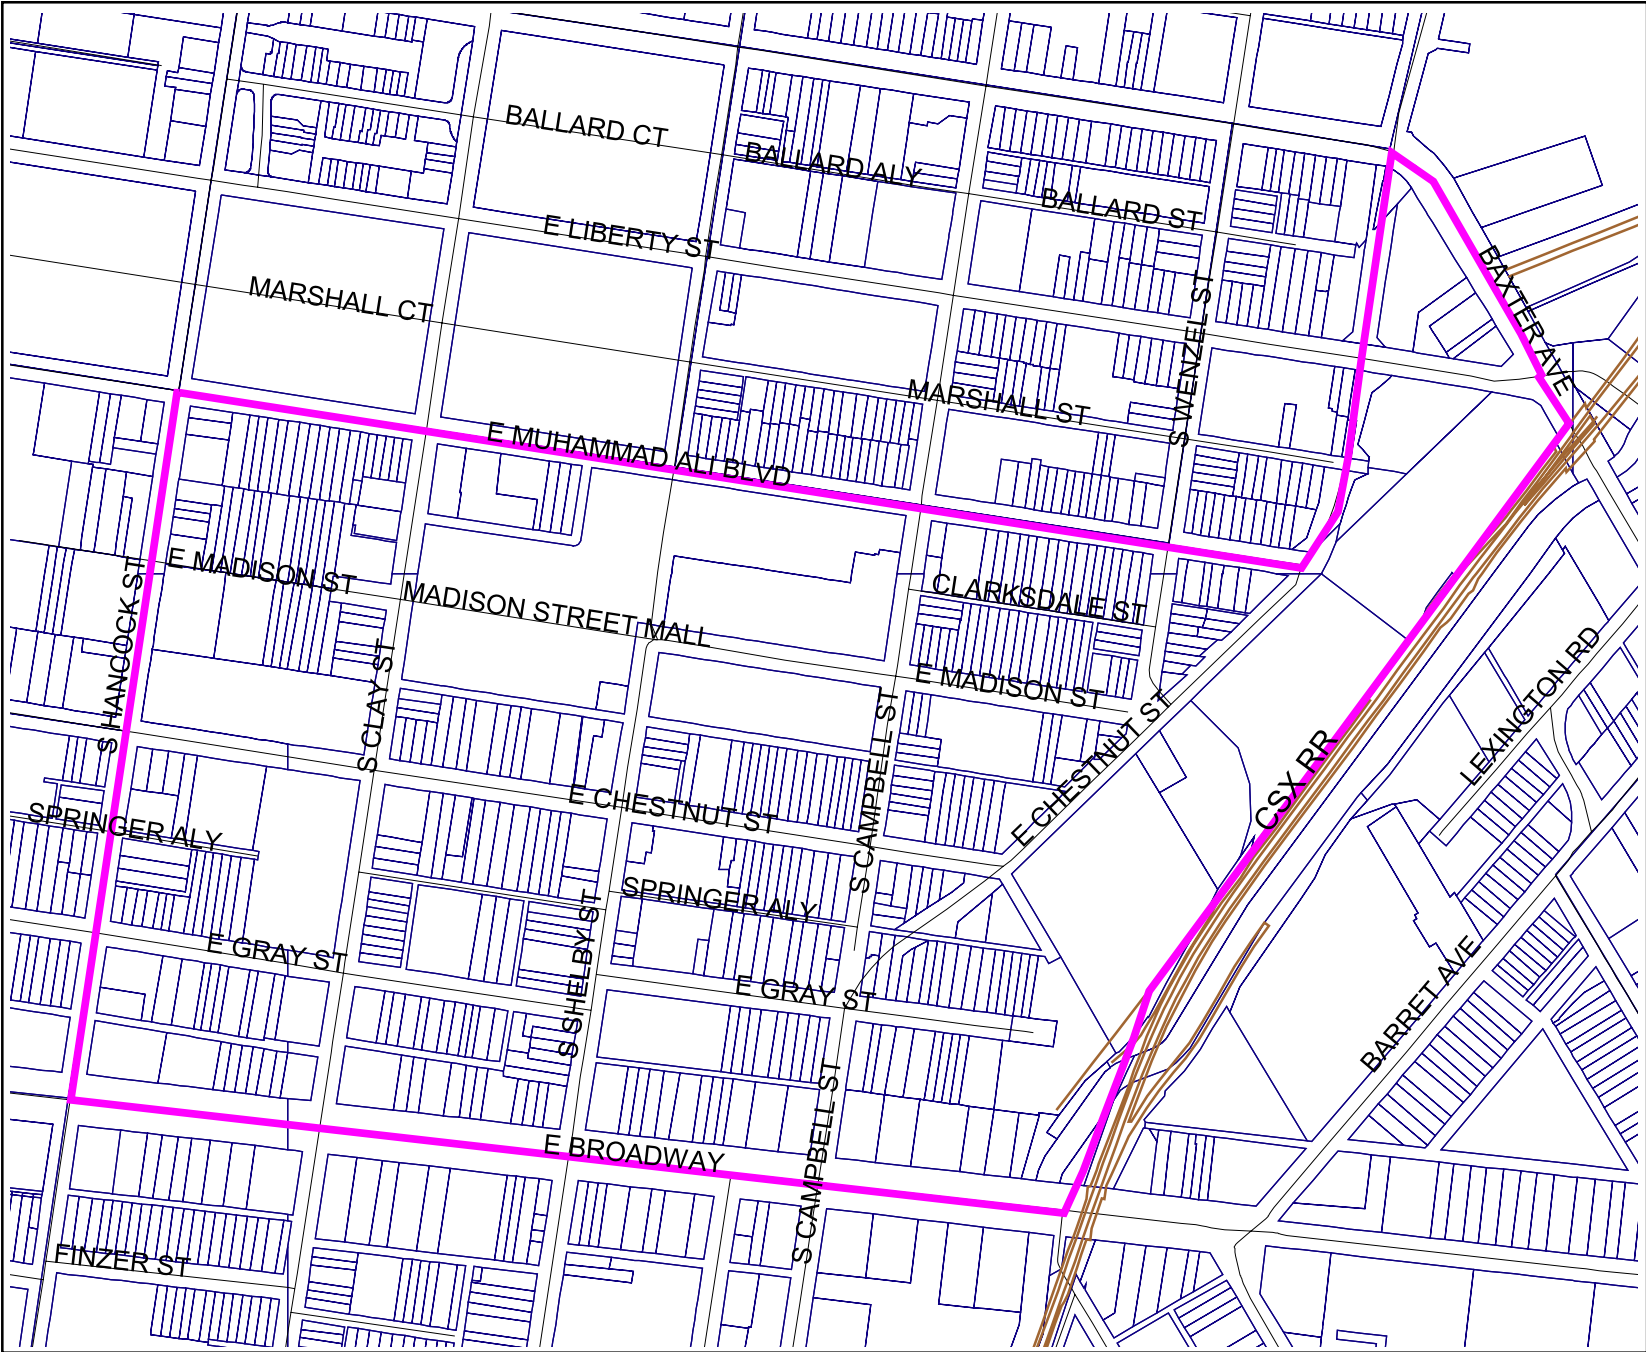 BALLARD CT
BALLARD ALY
BALLARD ST
E LIBERTY ST
BAXTER AVE
MARSHALL CT
S WENZEL ST
MARSHALL ST
E MUHAMMAD ALI BLVD
E MADISON ST
MADISON STREET MALL
CLARKSDALE ST
S HANCOCK ST
S CLAY ST
E MADISON ST
S CAMPBELL ST
E CHESTNUT ST
LEXINGTON RD
CSX RR
SPRINGER ALY
E CHESTNUT ST
SPRINGER ALY
E GRAY ST
S SHELBY ST
E GRAY ST
BARRET AVE
E BROADWAY
S CAMPBELL ST
FINZER ST